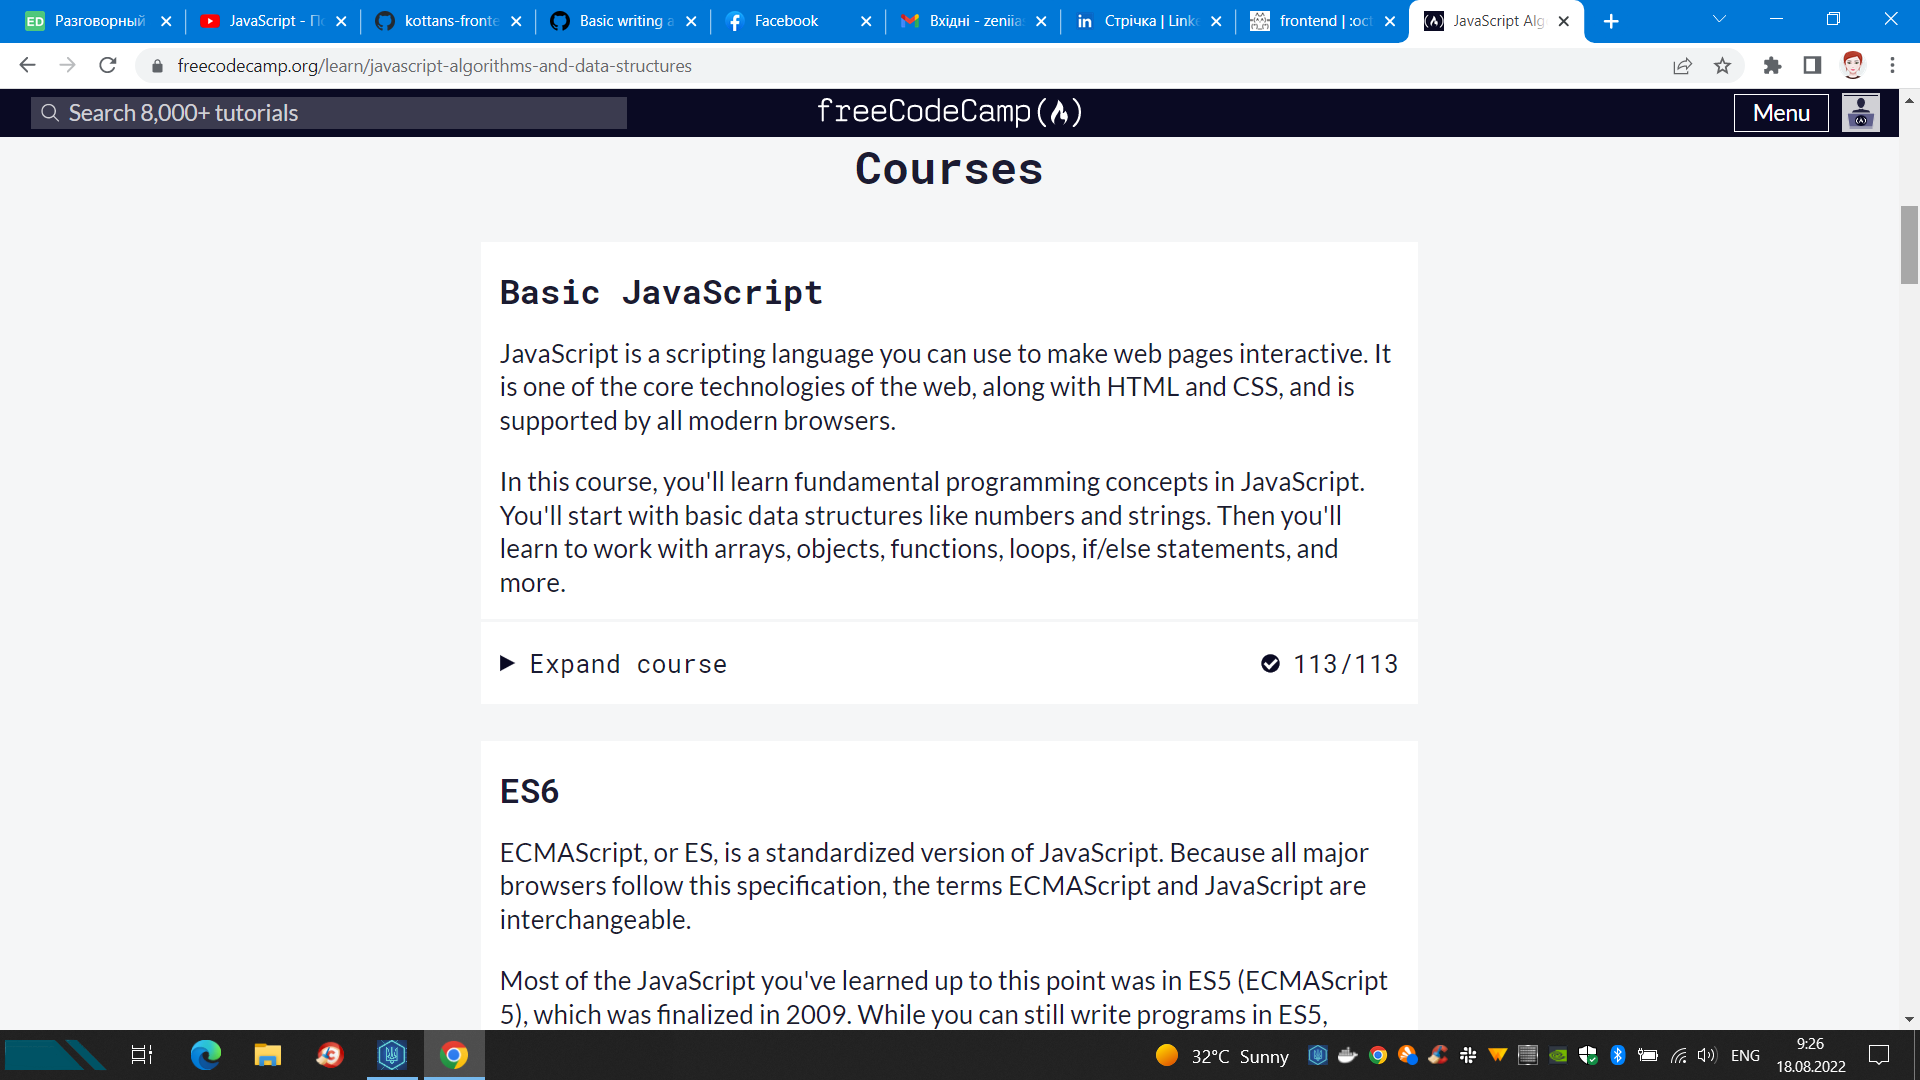 ED Разговорный
JavaScript - По
kottans-fronte
Basic writing a
Facebook
Вхідні - zeniia
in Стрічка | Linke
frontend | :oct
JavaScript Alg
freecodecamp.org/learn/javascript-algorithms-and-data-structures
Search 8,000+ tutorials
freeCodeCamp
Menu
Courses
Basic JavaScript
JavaScript is a scripting language you can use to make web pages interactive. It
is one of the core technologies of the web, along with HTML and CSS, and is
supported by all modern browsers.
In this course, you'll learn fundamental programming concepts in JavaScript.
You'll start with basic data structures like numbers and strings. Then you'll
learn to work with arrays, objects, functions, loops, if/else statements, and
more.
Expand course
113/113
ES6
ECMAScript, or ES, is a standardized version of JavaScript. Because all major
browsers follow this specification, the terms ECMAScript and JavaScript are
interchangeable.
Most of the JavaScript you've learned up to this point was in ES5 (ECMAScript
5), which was finalized in 2009. While you can still write programs in ES5,
32°C Sunny
ENG
9:26
18.08.2022